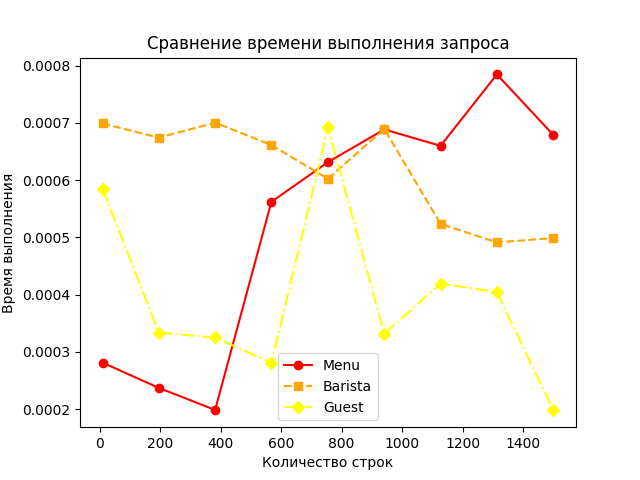 Сравнение времени выполнения запроса
0.0008
0.0007
0.0006
0.0005
0.0004
0.0003
0.0002
Время выполнения
Menu
Barista
Guest
0 200 400 600 800 1000 1200 1400
Количество строк